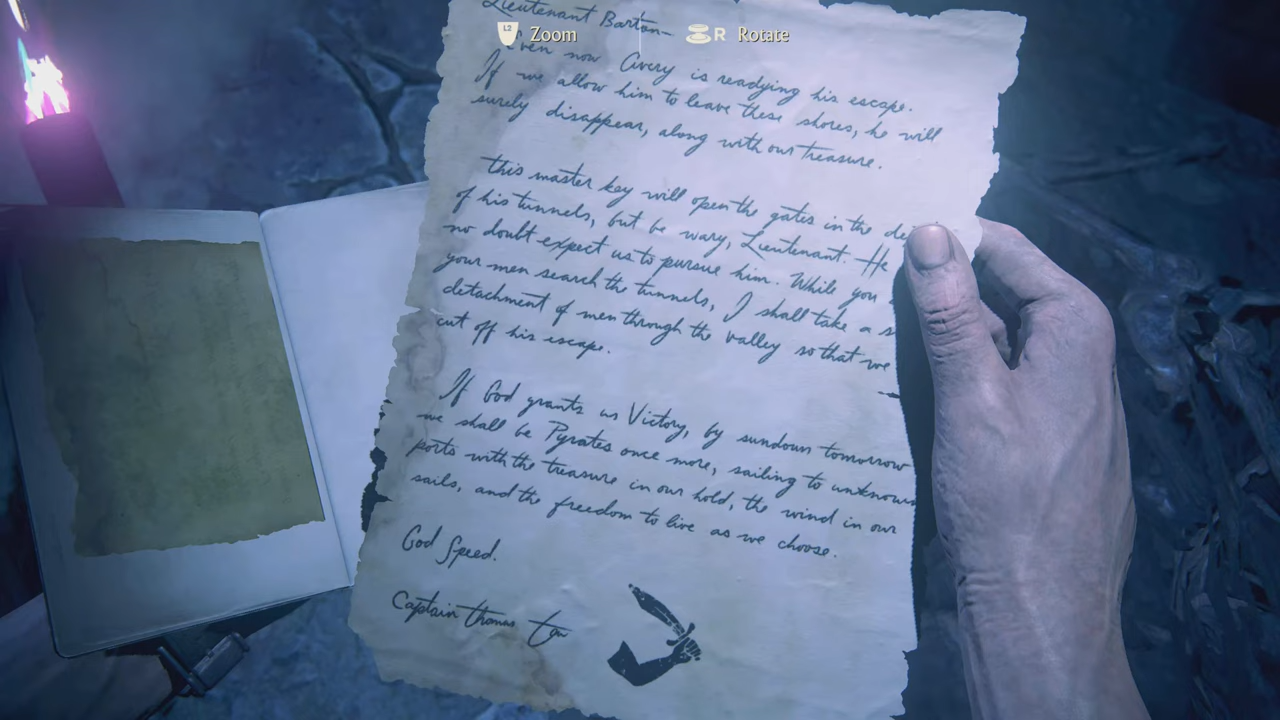 Lieutenant Barton—
L2 Zoom R Rotate
Even now Avery is readying his escape.
If we allow him to leave these shores, he will
surely disappear, along with our treasure.
this master key will open the gates in the
of his tunnels, but be wary, Lieutenant – He
no doubt expect us to pursue him. While you
your men search the tunnels, I shall take a
detachment of men through the valley so that we
cut off his escape.
If God grants us Victory, by sundown tomorrow
we shall be Pyrates once more, sailing to unknown
ports with the treasure in our hold, the wind in our
sails, and the freedom to live as we choose.
God Speed.
Captain Thomas Tew